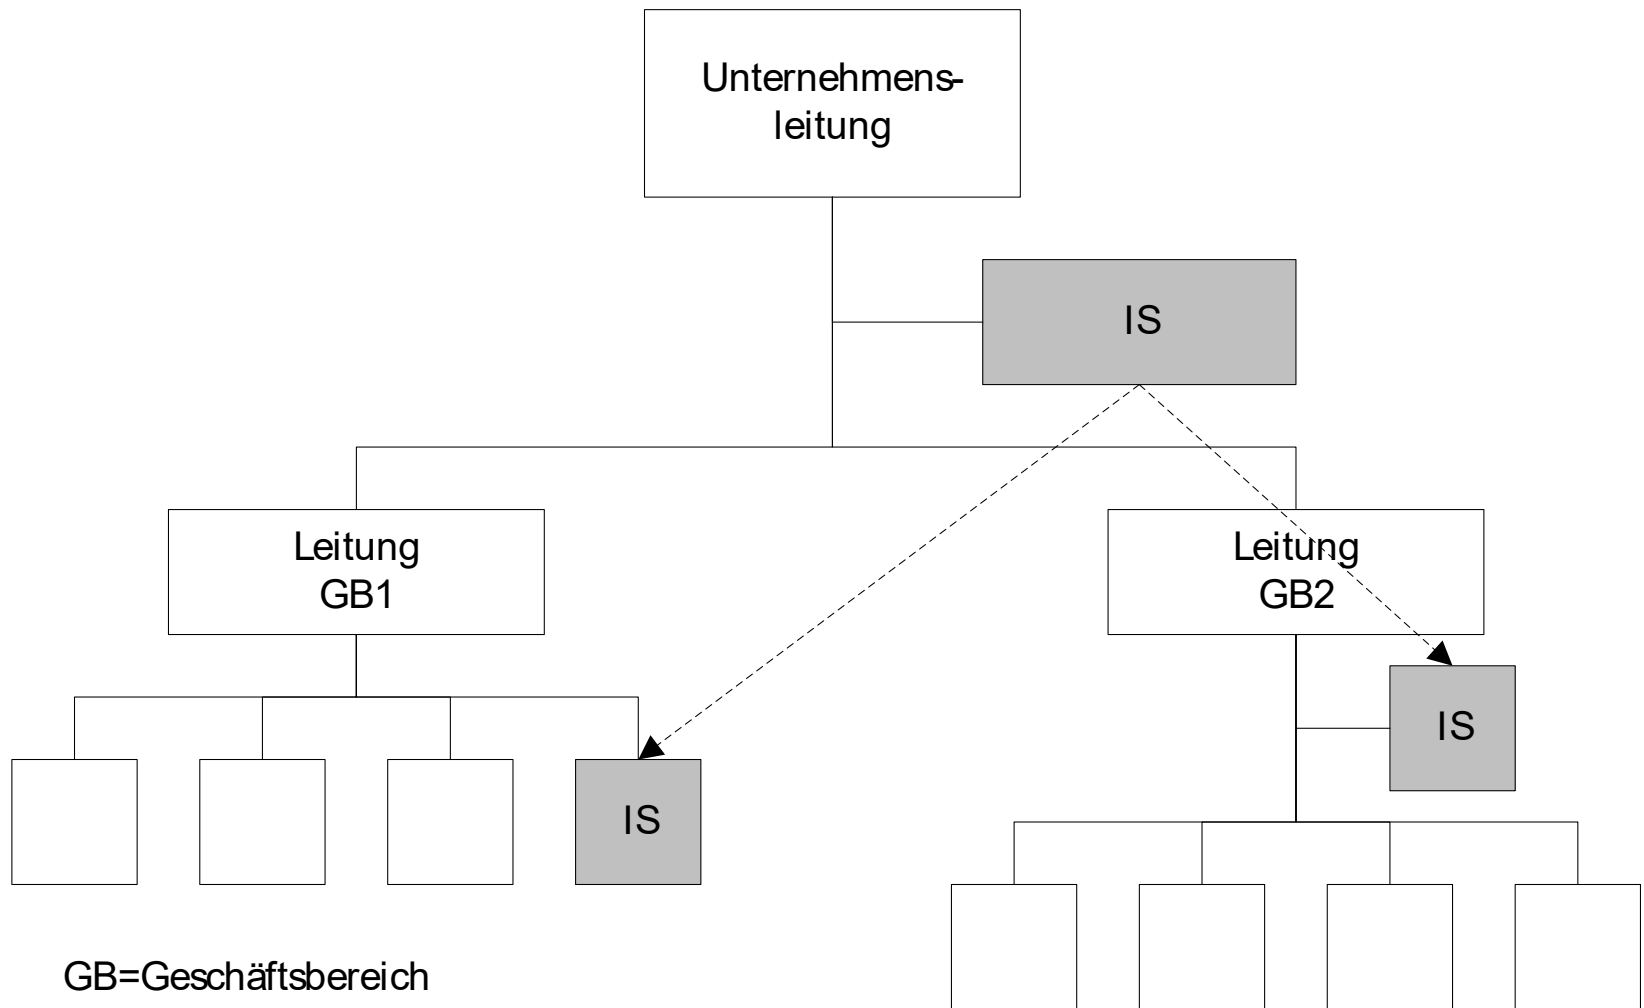 Unternehmens-
leitung
IS
Leitung
GB1
Leitung
GB2
IS
IS
GB=Geschäftsbereich